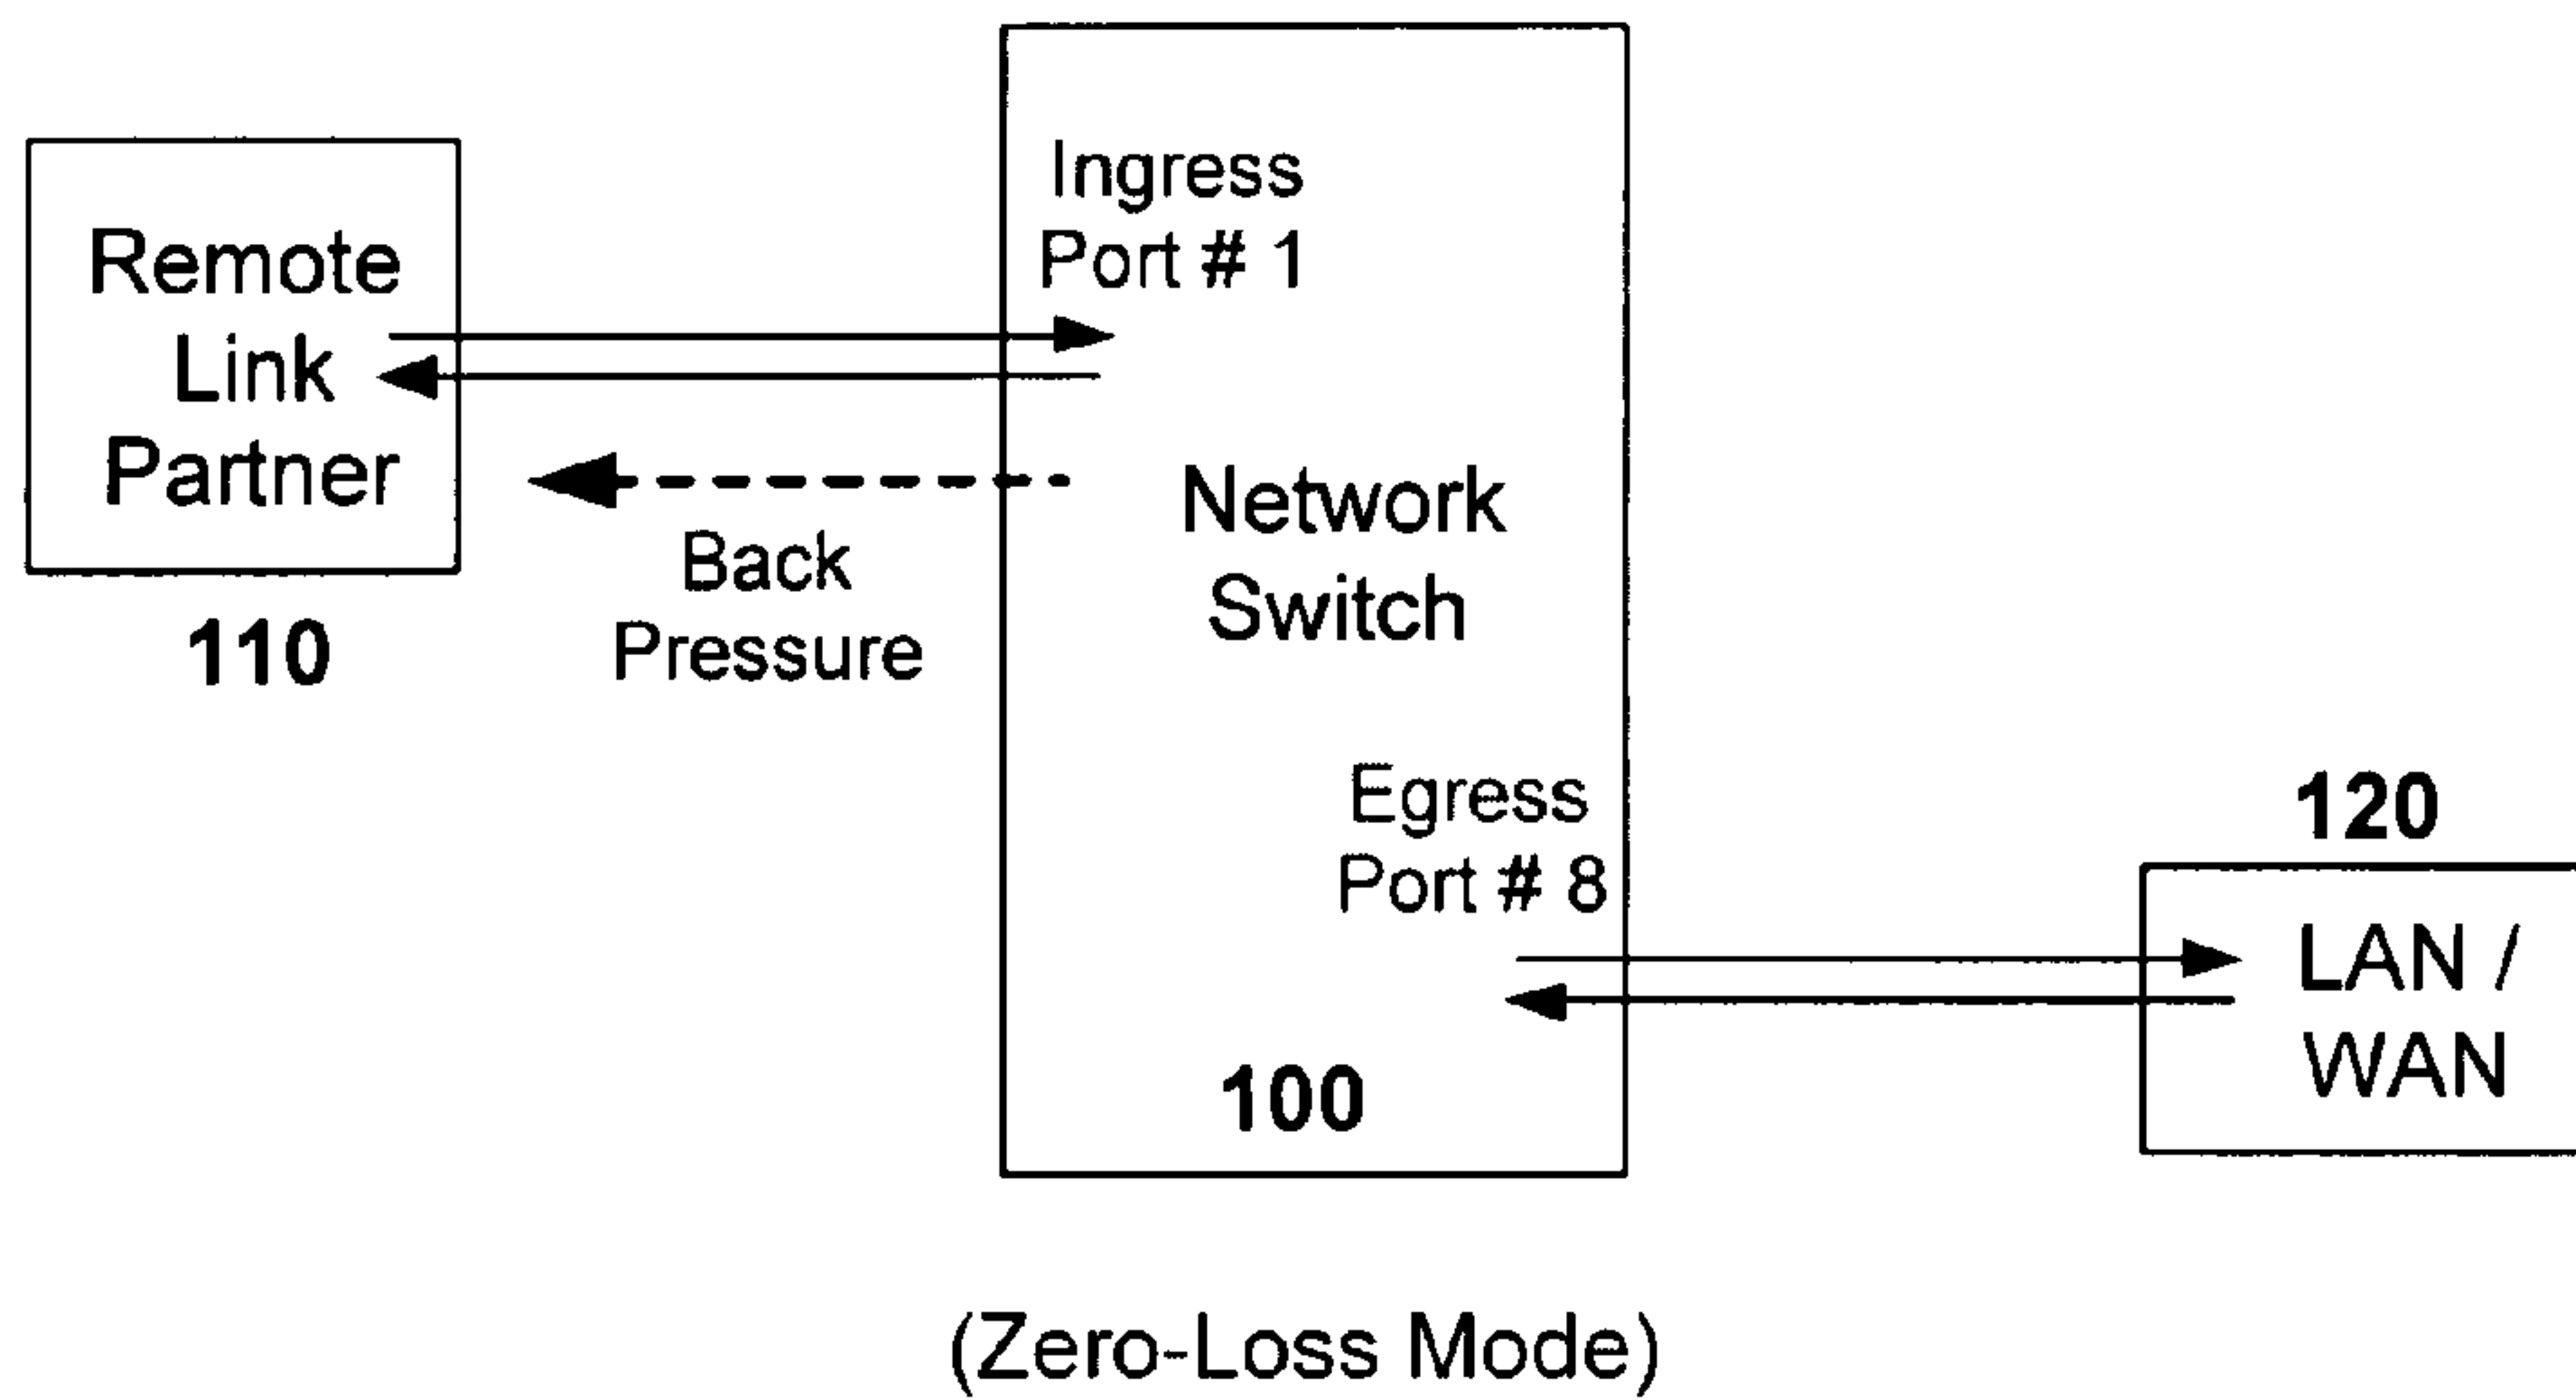 Remote
Link
Partner
110
Back
Pressure
Ingress
Port # 1
Network
Switch
Egress
Port # 8
100
120
LAN /
WAN
(Zero-Loss Mode)